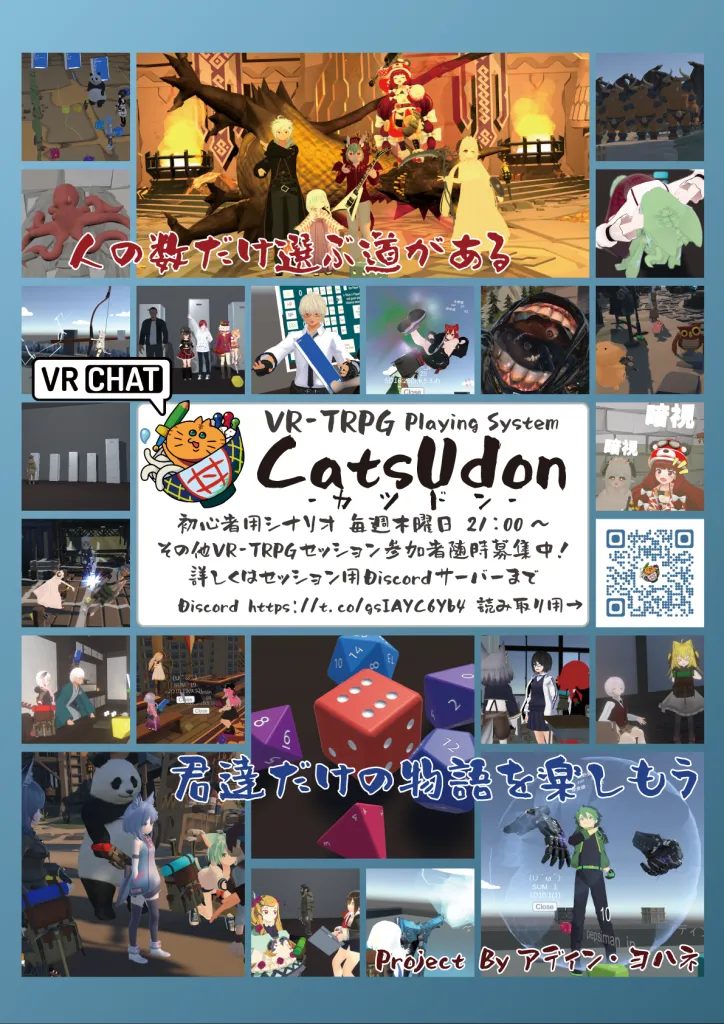 人の数だけ選ぶ道がある
VR CHAT
VR-TRPG Playing System
CatsUdon
-カツドン-
初心者用シナリオ 毎週木曜日 21:00～
その他VR-TRPGセッション参加者随時募集中!
詳しくはセッション用Discordサーバーまで
Discord https://t.co/gsIAYC6Yb4 読み取り用→
暗視
暗視
君達だけの物語を楽しもう
Close
10
pepsiman_jp
Project By アディン・ヨハネ